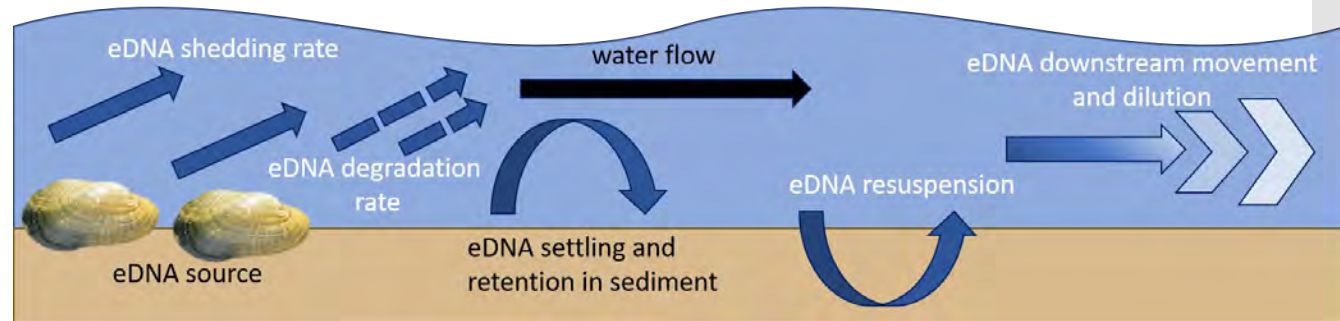 eDNA shedding rate
water flow
eDNA downstream movement
and dilution
eDNA degradation
rate
eDNA resuspension
eDNA source
eDNA settling and
retention in sediment